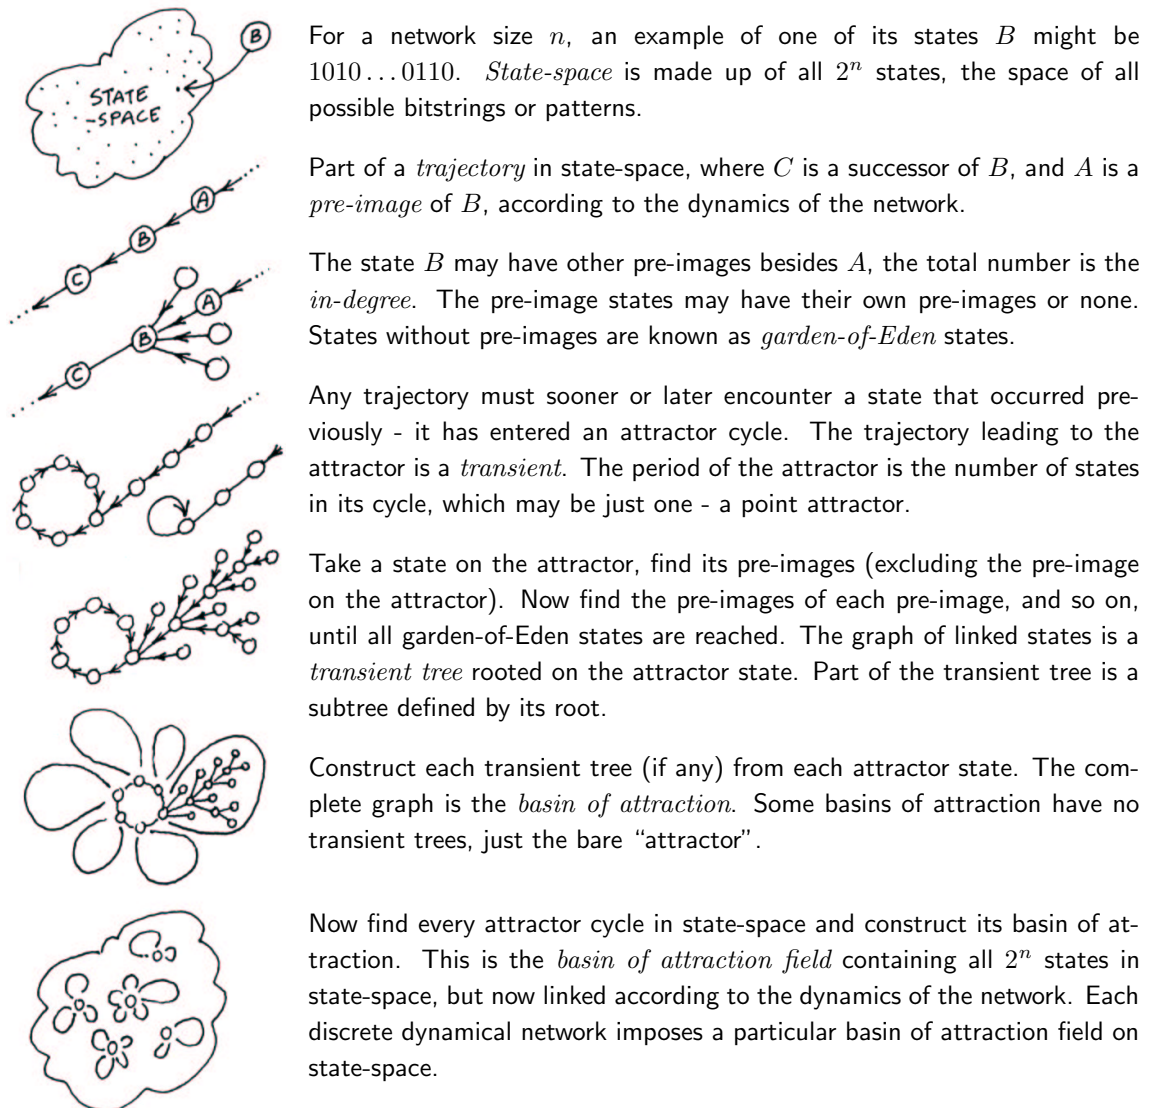 B
STATE
-SPACE
For a network size n, an example of one of its states B might be
1010 . . . 0110. State-space is made up of all 2ⁿ states, the space of all
possible bitstrings or patterns.
A
B
C
Part of a trajectory in state-space, where C is a successor of B, and A is a
pre-image of B, according to the dynamics of the network.
A
B
C
The state B may have other pre-images besides A, the total number is the
in-degree. The pre-image states may have their own pre-images or none.
States without pre-images are known as garden-of-Eden states.
Any trajectory must sooner or later encounter a state that occurred pre-
viously - it has entered an attractor cycle. The trajectory leading to the
attractor is a transient. The period of the attractor is the number of states
in its cycle, which may be just one - a point attractor.
Take a state on the attractor, find its pre-images (excluding the pre-image
on the attractor). Now find the pre-images of each pre-image, and so on,
until all garden-of-Eden states are reached. The graph of linked states is a
transient tree rooted on the attractor state. Part of the transient tree is a
subtree defined by its root.
Construct each transient tree (if any) from each attractor state. The com-
plete graph is the basin of attraction. Some basins of attraction have no
transient trees, just the bare “attractor”.
Now find every attractor cycle in state-space and construct its basin of at-
traction. This is the basin of attraction field containing all 2ⁿ states in
state-space, but now linked according to the dynamics of the network. Each
discrete dynamical network imposes a particular basin of attraction field on
state-space.